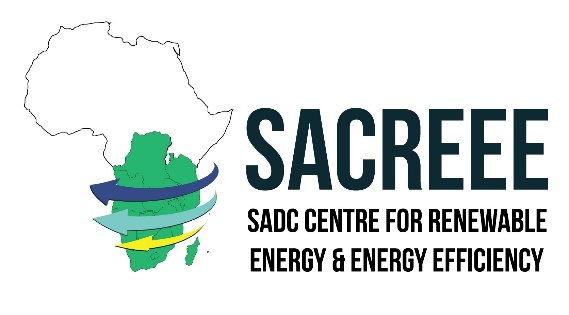 SACREEE
SADC CENTRE FOR RENEWABLE
ENERGY & ENERGY EFFICIENCY